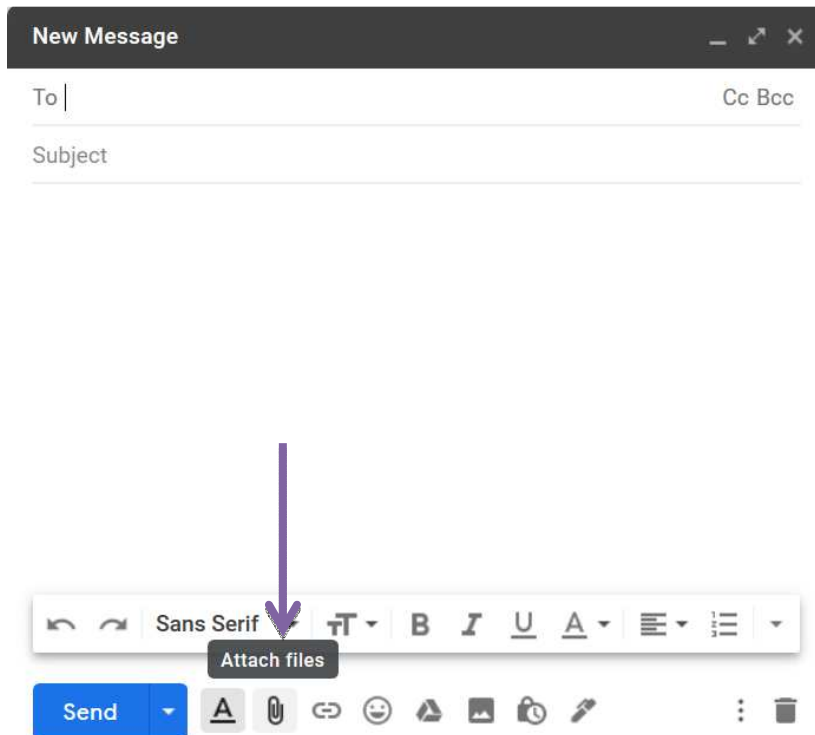 New Message
To Cc Bcc
Subject
Sans Serif B I U A
Attach files
Send A